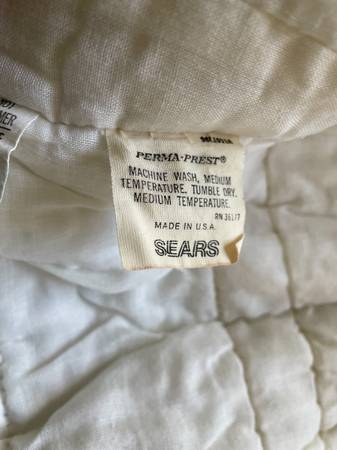 PERMA-PREST®
MACHINE WASH, MEDIUM
TEMPERATURE. TUMBLE DRY,
MEDIUM TEMPERATURE.
RN 36177
MADE IN U.S.A.
SEARS